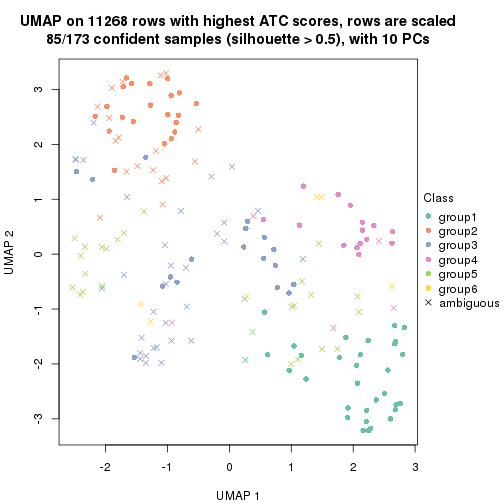 UMAP on 11268 rows with highest ATC scores, rows are scaled
85/173 confident samples (silhouette > 0.5), with 10 PCs
3
2
1
0
-1
-2
-3
UMAP 2
-2
-1
0
1
2
3
UMAP 1
Class
group1
group2
group3
group4
group5
group6
ambiguous